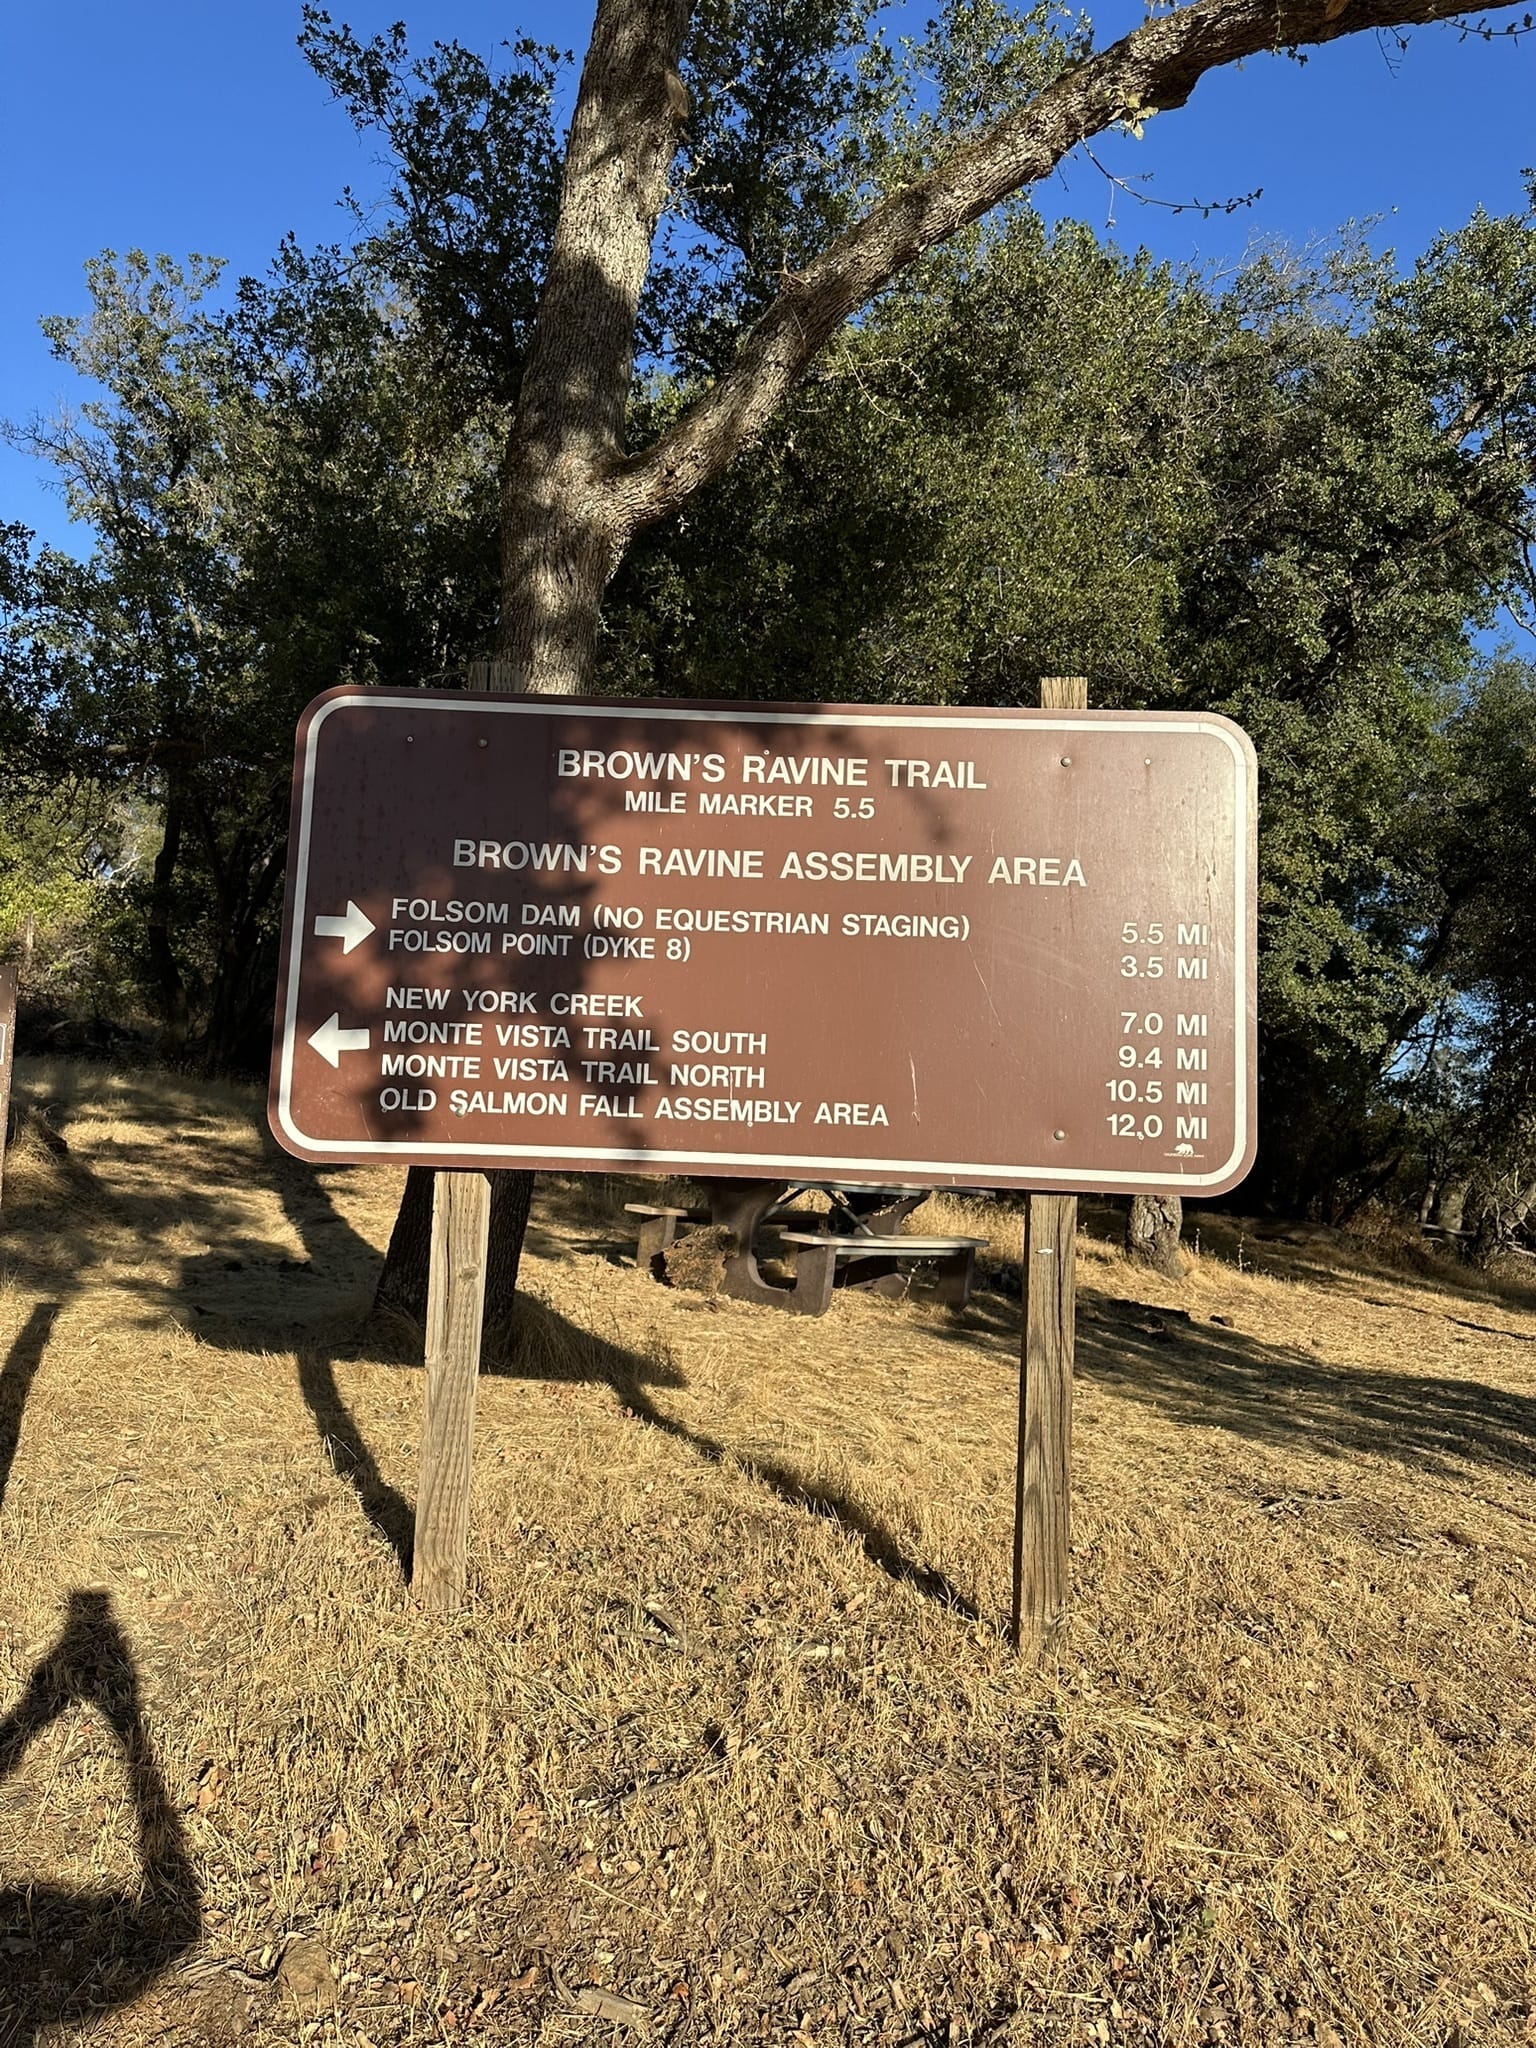 BROWN'S RAVINE TRAIL
MILE MARKER 5.5
BROWN'S RAVINE ASSEMBLY AREA
FOLSOM DAM (NO EQUESTRIAN STAGING) 5.5 MI
FOLSOM POINT (DYKE 8) 3.5 MI
NEW YORK CREEK 7.0 MI
MONTE VISTA TRAIL SOUTH 9.4 MI
MONTE VISTA TRAIL NORTH 10.5 MI
OLD SALMON FALL ASSEMBLY AREA 12.0 MI